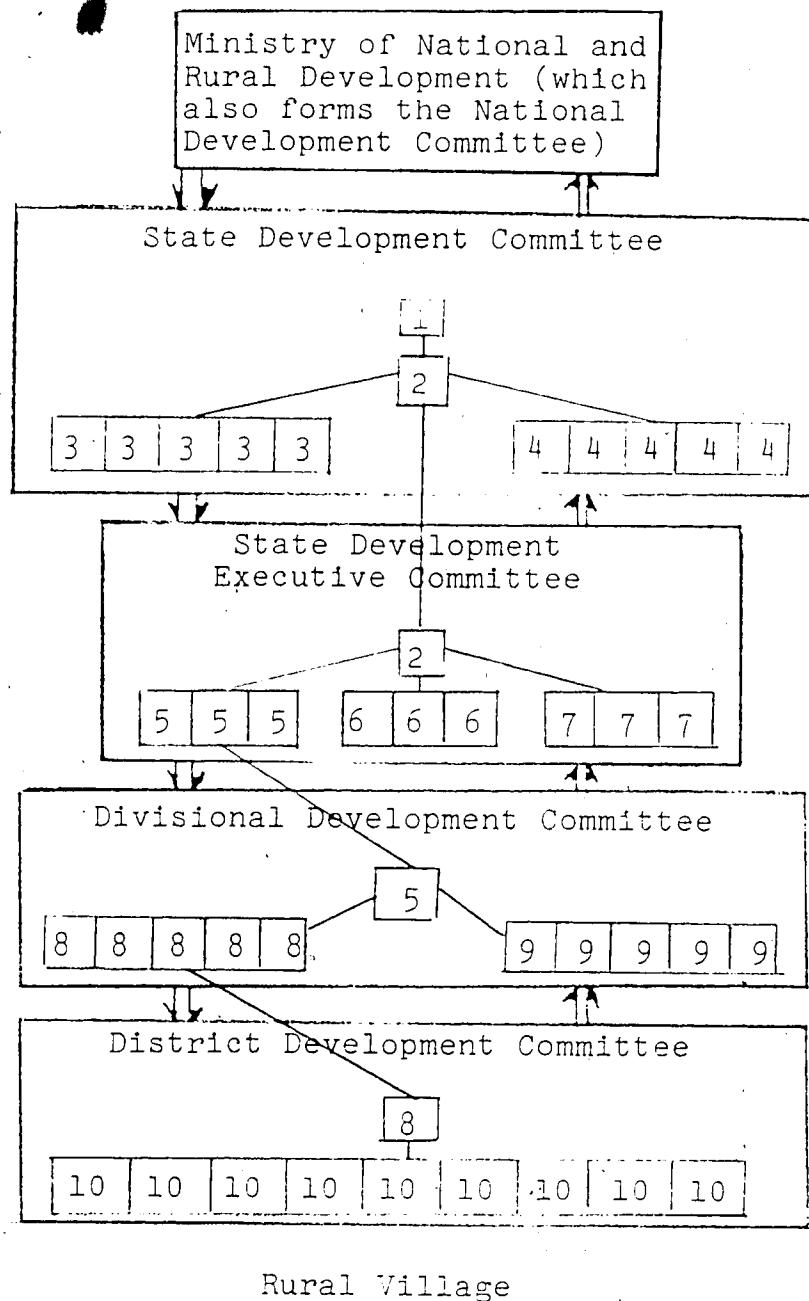 Ministry of National and
Rural Development (which
also forms the National
Development Committee)
State Development Committee
1
2
3 3 3 3 3 4 4 4 4 4
State Development
Executive Committee
2
5 5 5 6 6 6 7 7 7
Divisional Development Committee
5
8 8 8 8 8 9 9 9 9 9
District Development Committee
8
10 10 10 10 10 10 10 10 10
Rural Village